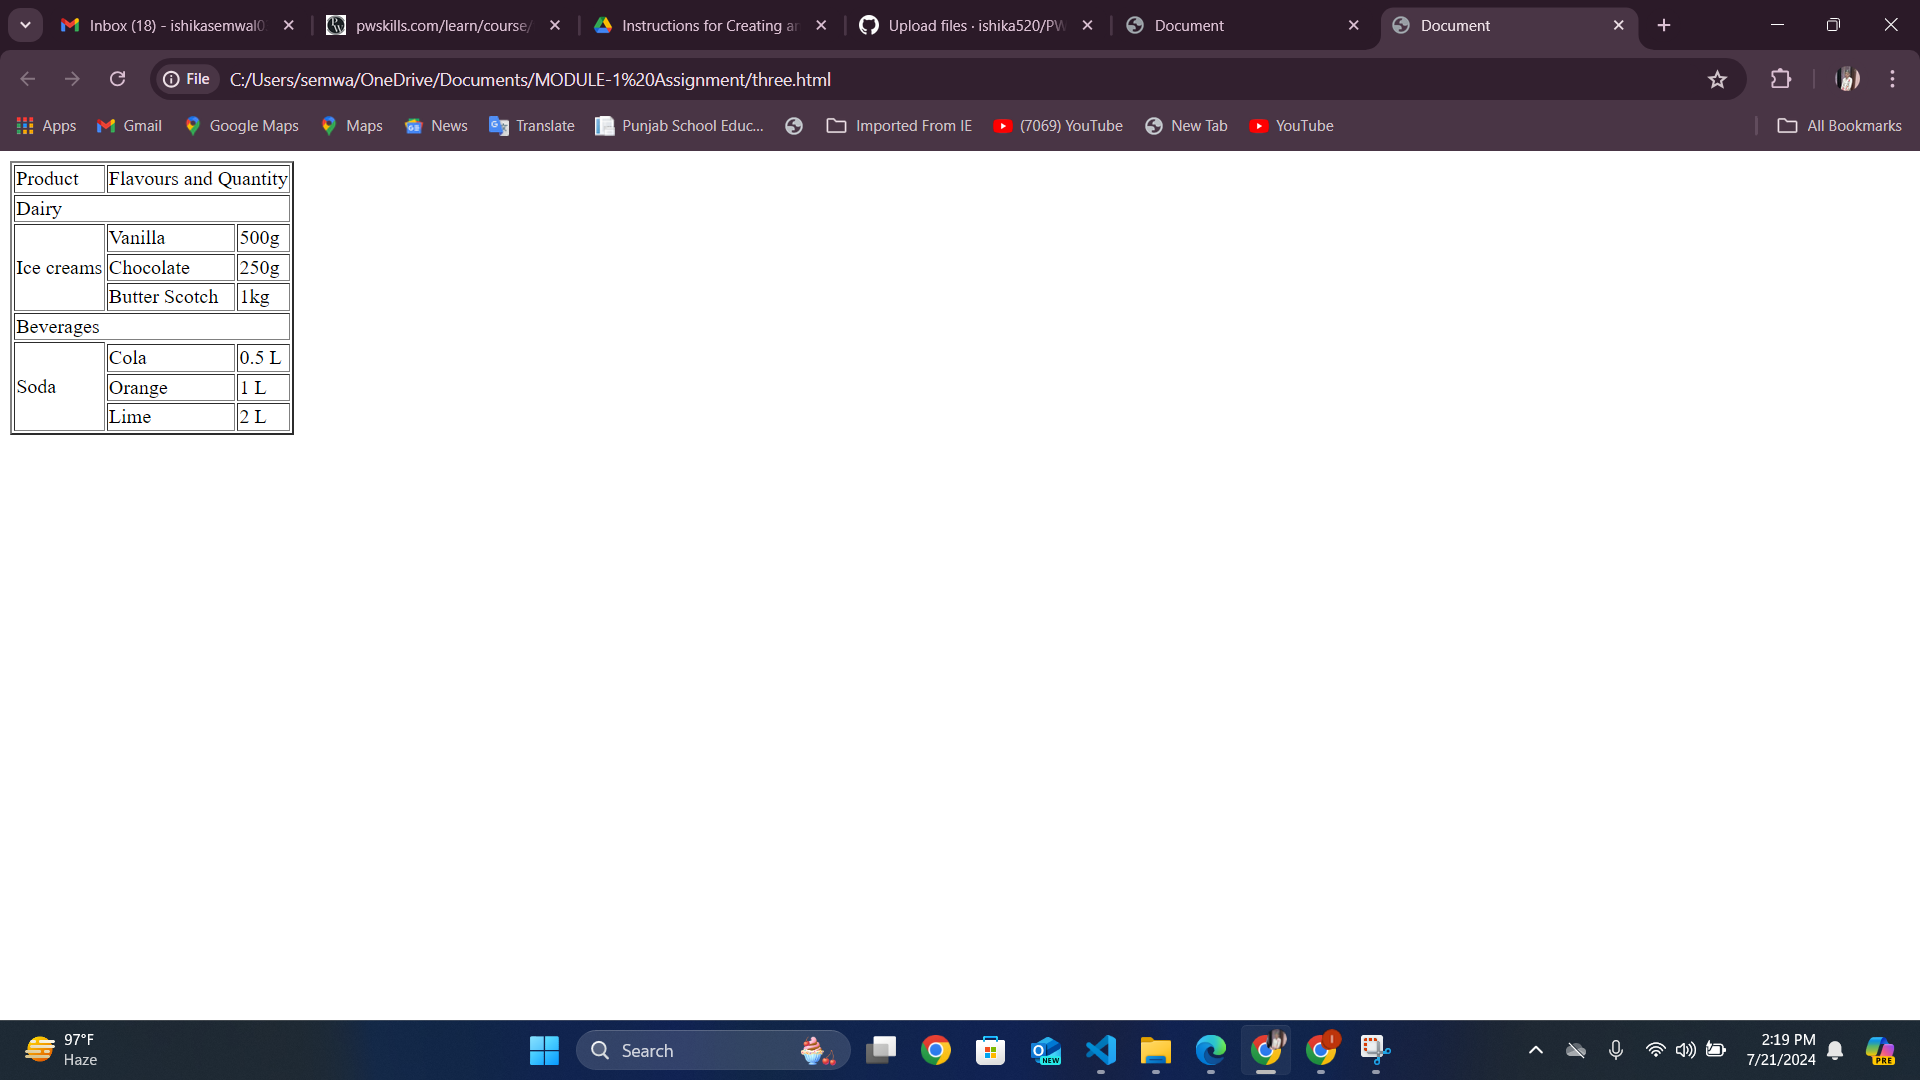 Inbox (18) - ishikasemwal0
pwskills.com/learn/course/
Instructions for Creating an
Upload files · ishika520/PW
Document
Document
File
C:/Users/semwa/OneDrive/Documents/MODULE-1%20Assignment/three.html
Apps
Gmail
Google Maps
Maps
News
Translate
Punjab School Educ...
Imported From IE
(7069) YouTube
New Tab
YouTube
All Bookmarks
Product Flavours and Quantity
Dairy
Ice creams Vanilla 500g
Chocolate 250g
Butter Scotch 1kg
Beverages
Soda Cola 0.5 L
Orange 1 L
Lime 2 L
97°F
Haze
Search
NEW
2:19 PM
7/21/2024
PRE